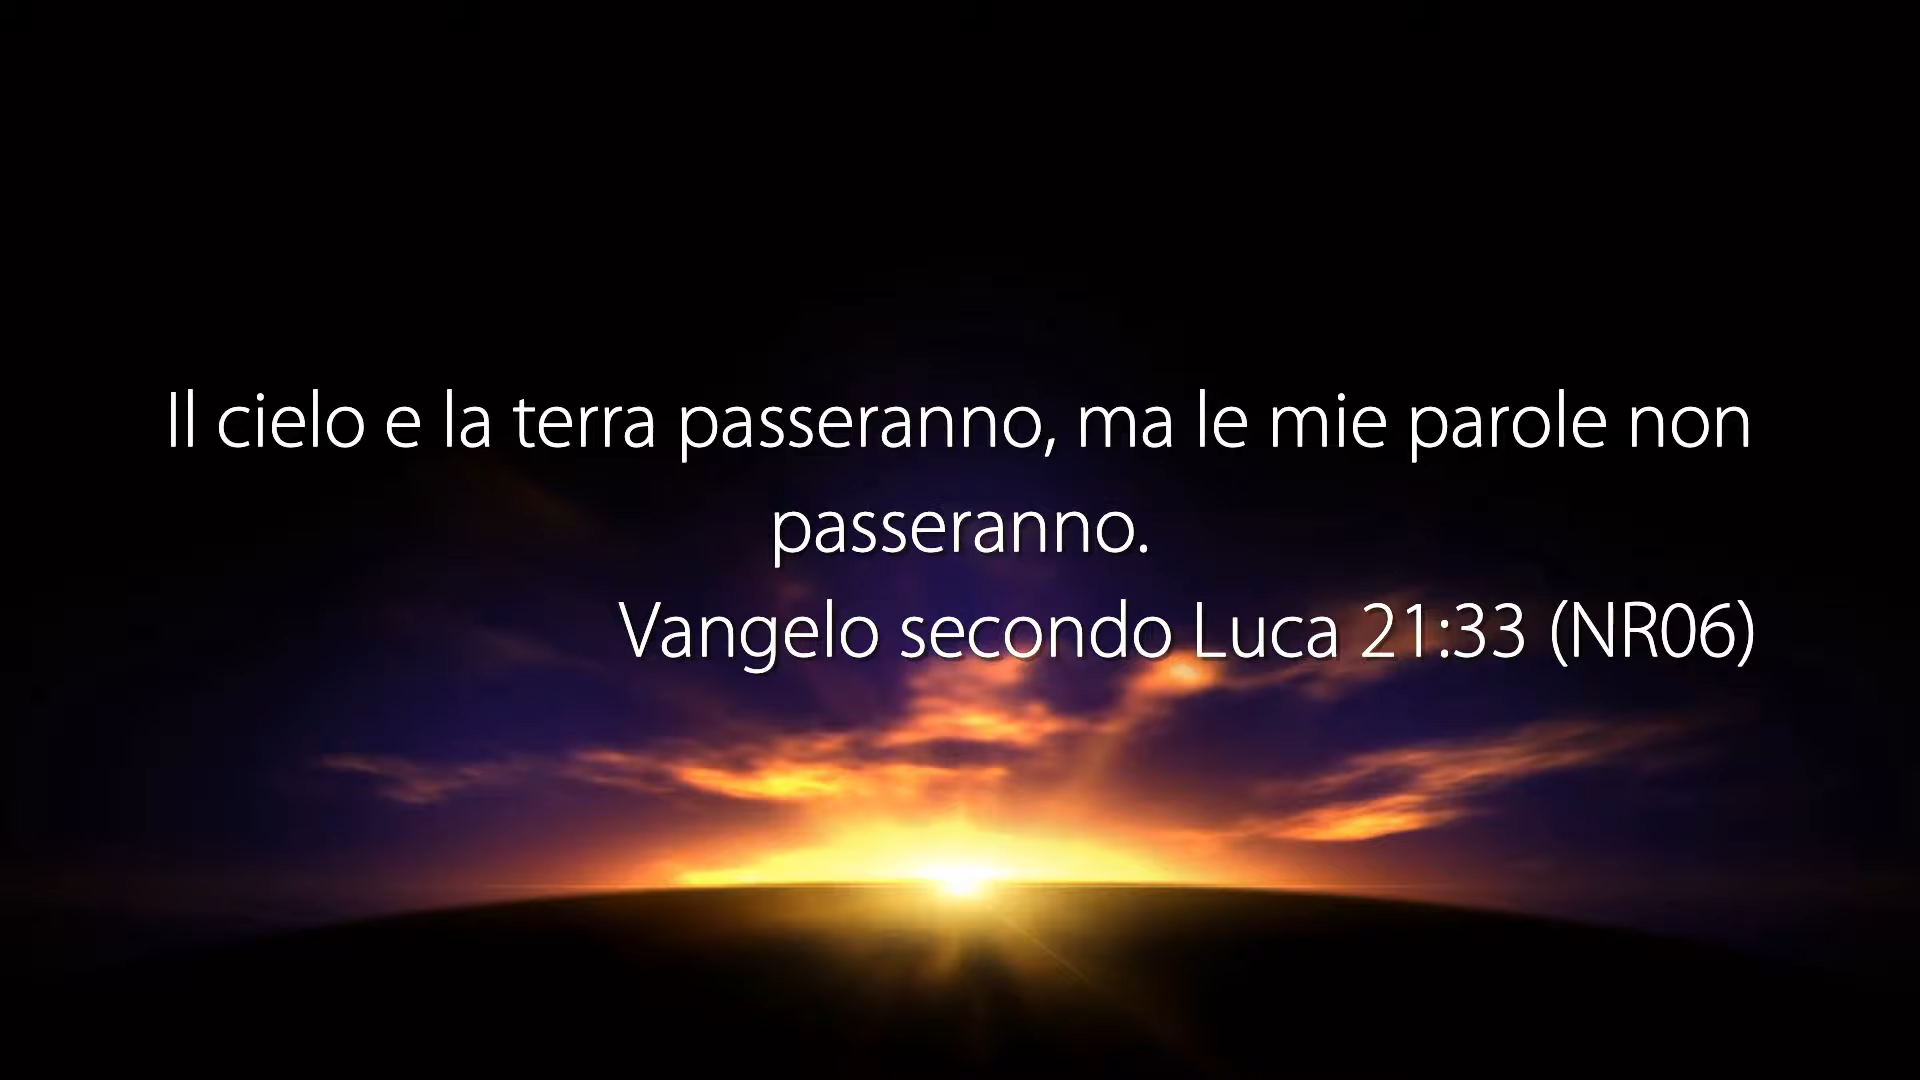 Il cielo e la terra passeranno, ma le mie parole non
passeranno.
Vangelo secondo Luca 21:33 (NR06)